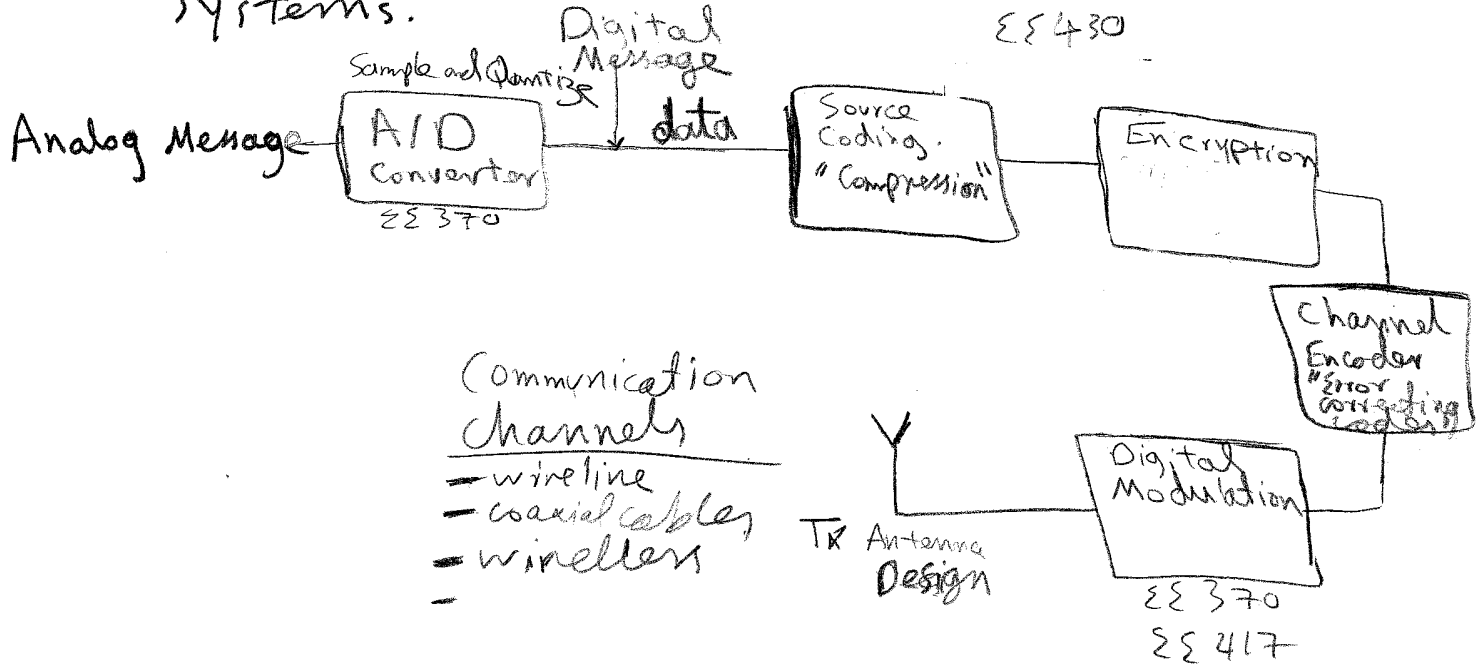 systems.
EE 430
Digital
Message
Sample and Quantize
Analog Message
A/D
Converter
EE 370
data
Source
Coding.
"Compression"
Encryption
Channel
Encoder
"Error
correcting
codes"
Digital
Modulation
EE 370
EE 417
Tx Antenna
Design
Communication
Channels
- wireline
- coaxial cables
- wireless
-